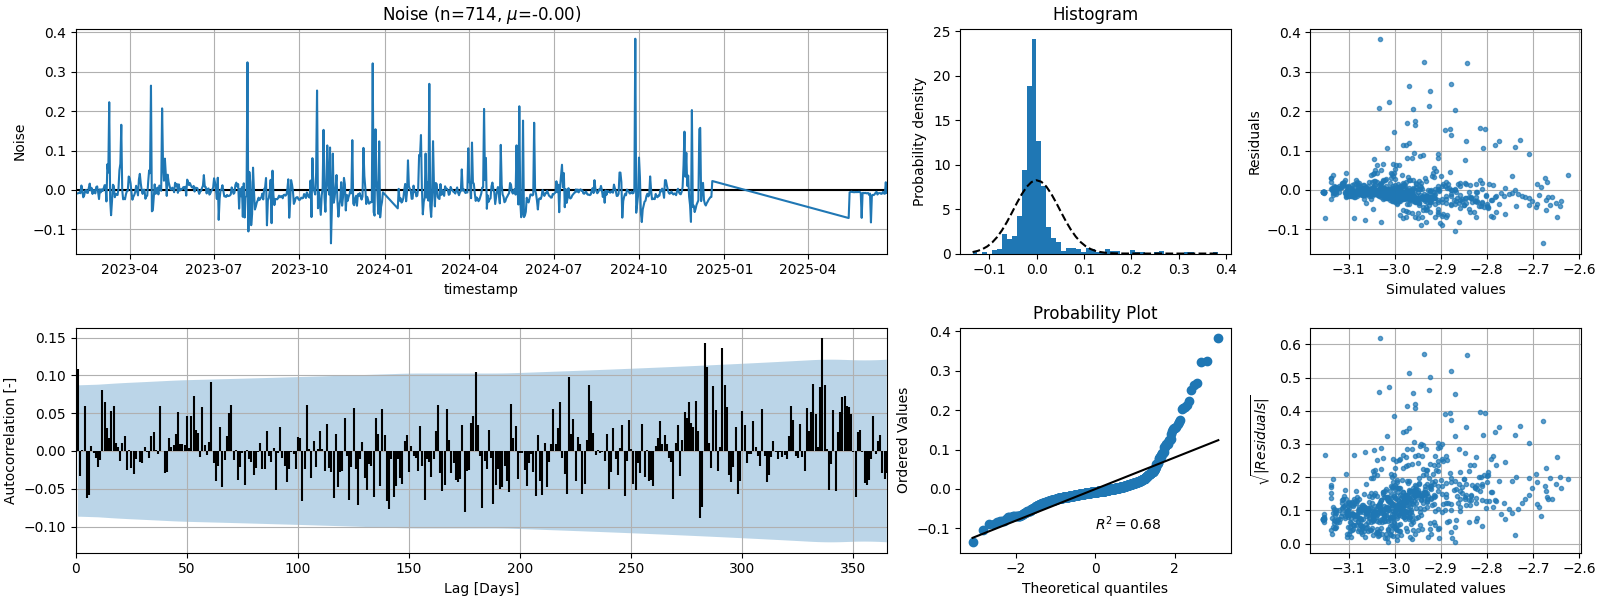 Noise (n=714, μ=-0.00)
Noise
0.4
0.3
0.2
0.1
0.0
−0.1
2023-04 2023-07 2023-10 2024-01 2024-04 2024-07 2024-10 2025-01 2025-04
timestamp
Histogram
Probability density
25
20
15
10
5
0
−0.1 0.0 0.1 0.2 0.3 0.4
Residuals
0.4
0.3
0.2
0.1
0.0
−0.1
−3.1 −3.0 −2.9 −2.8 −2.7 −2.6
Simulated values
Autocorrelation [-]
0.15
0.10
0.05
0.00
−0.05
−0.10
0 50 100 150 200 250 300 350
Lag [Days]
Probability Plot
Ordered Values
0.4
0.3
0.2
0.1
0.0
−0.1
R² = 0.68
−2 0 2
Theoretical quantiles
√|Residuals|
0.6
0.5
0.4
0.3
0.2
0.1
0.0
−3.1 −3.0 −2.9 −2.8 −2.7 −2.6
Simulated values